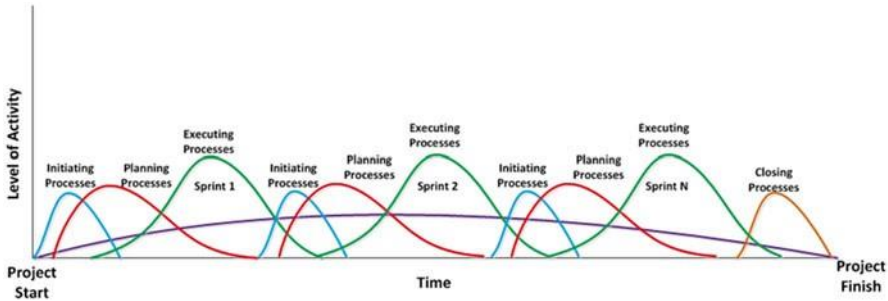 Level of Activity
Initiating
Processes
Planning
Processes
Executing
Processes
Sprint 1
Initiating
Processes
Planning
Processes
Executing
Processes
Sprint 2
Initiating
Processes
Planning
Processes
Executing
Processes
Sprint N
Closing
Processes
Project
Start
Time
Project
Finish